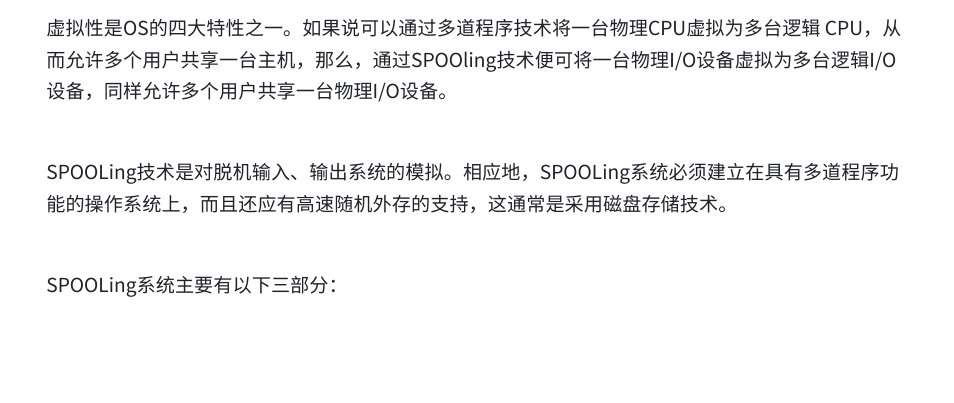 虚拟性是OS的四大特性之一。如果说可以通过多道程序技术将一台物理CPU虚拟为多台逻辑 CPU，从
而允许多个用户共享一台主机，那么，通过SPOOling技术便可将一台物理I/O设备虚拟为多台逻辑I/O
设备，同样允许多个用户共享一台物理I/O设备。
SPOOLing技术是对脱机输入、输出系统的模拟。相应地，SPOOLing系统必须建立在具有多道程序功
能的操作系统上，而且还应有高速随机外存的支持，这通常是采用磁盘存储技术。
SPOOLing系统主要有以下三部分：